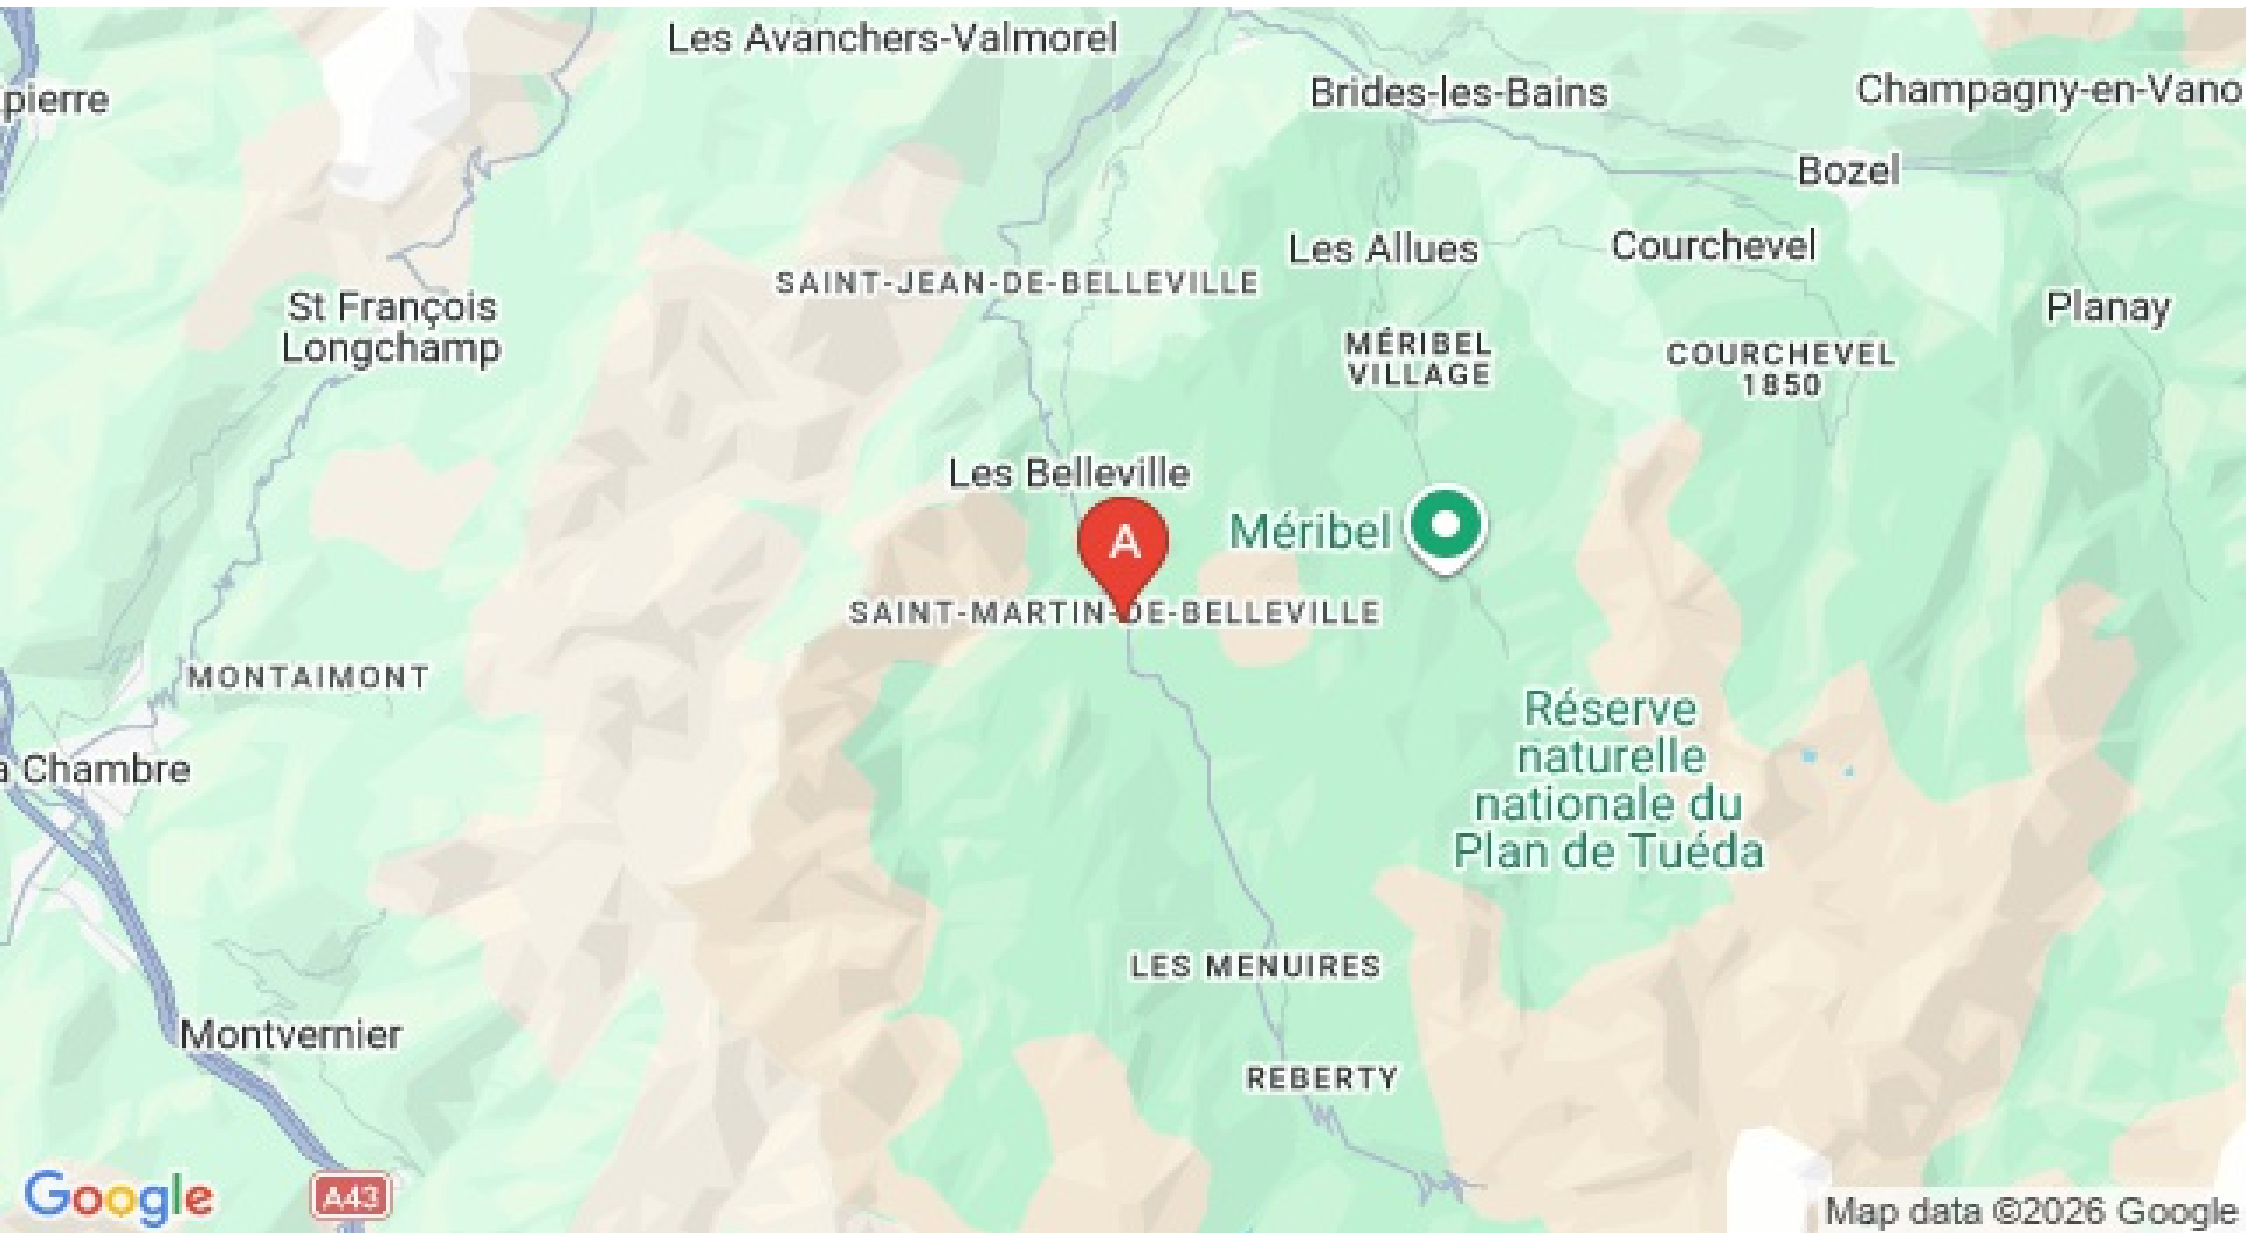 Les Avanchers-Valmorel
Brides-les-Bains
Champagny-en-Vano
pierre
Bozel
Les Allues
Courchevel
SAINT-JEAN-DE-BELLEVILLE
St François
Longchamp
Planay
MÉRIBEL
VILLAGE
COURCHEVEL
1850
Les Belleville
A
Méribel
SAINT-MARTIN-DE-BELLEVILLE
MONTAIMONT
Réserve
naturelle
nationale du
Plan de Tuéda
a Chambre
LES MENUIRES
Montvernier
REBERTY
Google
A43
Map data ©2026 Google